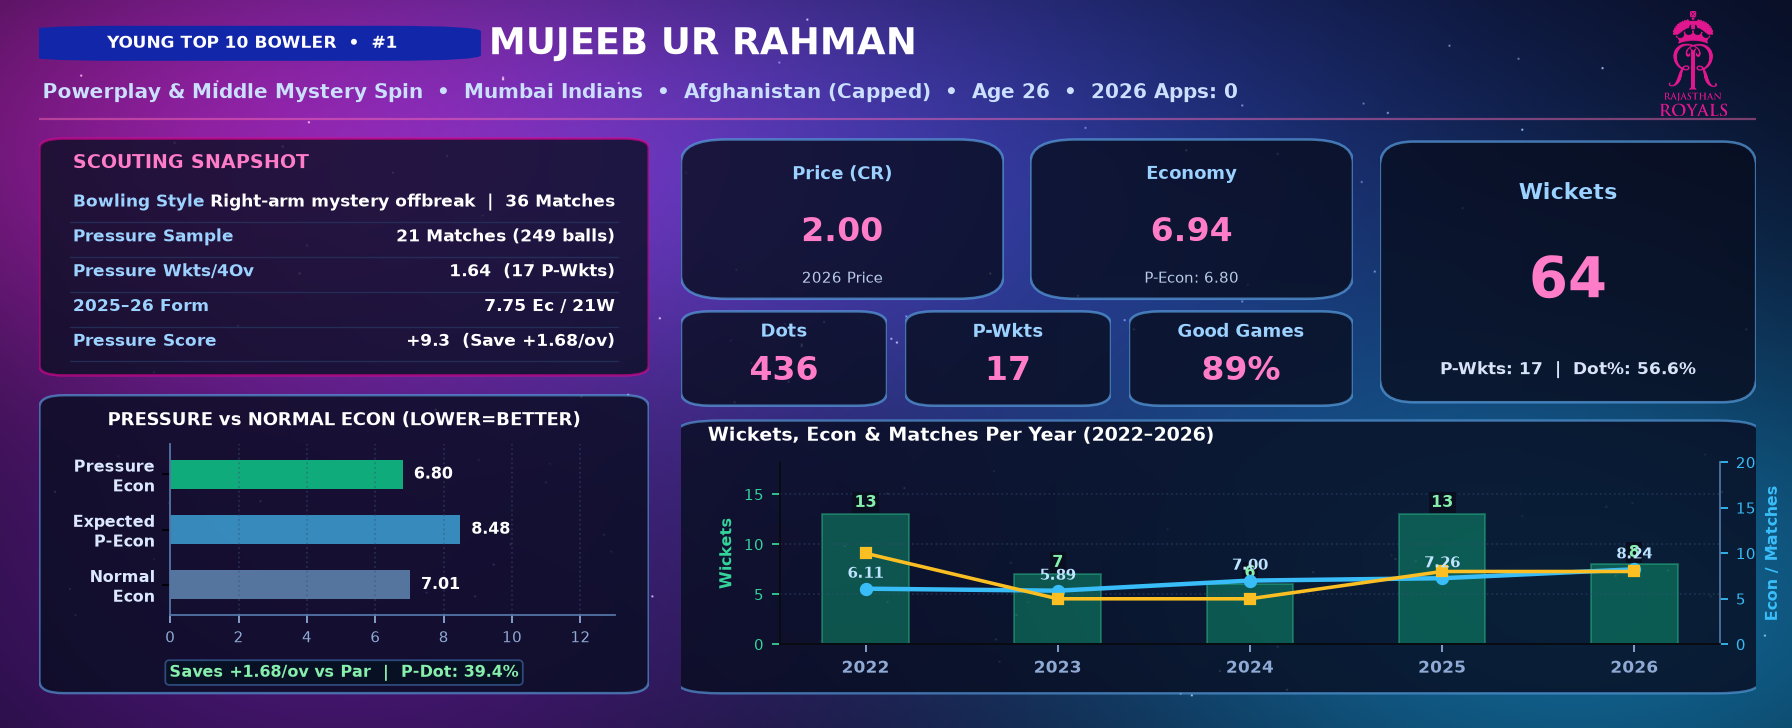 YOUNG TOP 10 BOWLER • #1
MUJEEB UR RAHMAN
Powerplay & Middle Mystery Spin • Mumbai Indians • Afghanistan (Capped) • Age 26 • 2026 Apps: 0
RAJASTHAN
ROYALS
SCOUTING SNAPSHOT
Bowling Style Right-arm mystery offbreak | 36 Matches
Pressure Sample 21 Matches (249 balls)
Pressure Wkts/4Ov 1.64 (17 P-Wkts)
2025–26 Form 7.75 Ec / 21W
Pressure Score +9.3 (Save +1.68/ov)
Price (CR)
2.00
2026 Price
Economy
6.94
P-Econ: 6.80
Wickets
64
P-Wkts: 17 | Dot%: 56.6%
Dots
436
P-Wkts
17
Good Games
89%
PRESSURE vs NORMAL ECON (LOWER=BETTER)
Pressure
Econ
6.80
Expected
P-Econ
8.48
Normal
Econ
7.01
0 2 4 6 8 10 12
Saves +1.68/ov vs Par | P-Dot: 39.4%
Wickets, Econ & Matches Per Year (2022–2026)
Wickets
15
10
5
0
13
6.11
7
5.89
7.00
6
13
7.26
8.24
8
20
15
10
5
0
Econ / Matches
2022 2023 2024 2025 2026